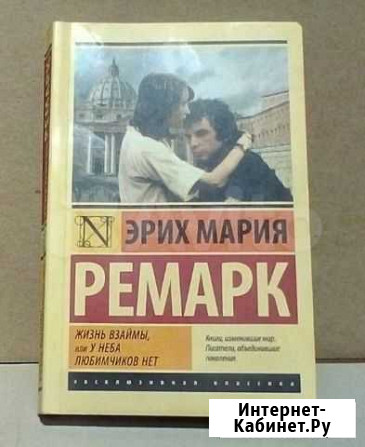 N
ЭРИХ МАРИЯ
РЕМАРК
ЖИЗНЬ ВЗАЙМЫ,
ИЛИ У НЕБА
ЛЮБИМЧИКОВ НЕТ
Книги, изменившие мир.
Писатели, объединившие
поколения.
ЭКСКЛЮЗИВНАЯ КЛАССИКА
Интернет-
Кабинет.Ру